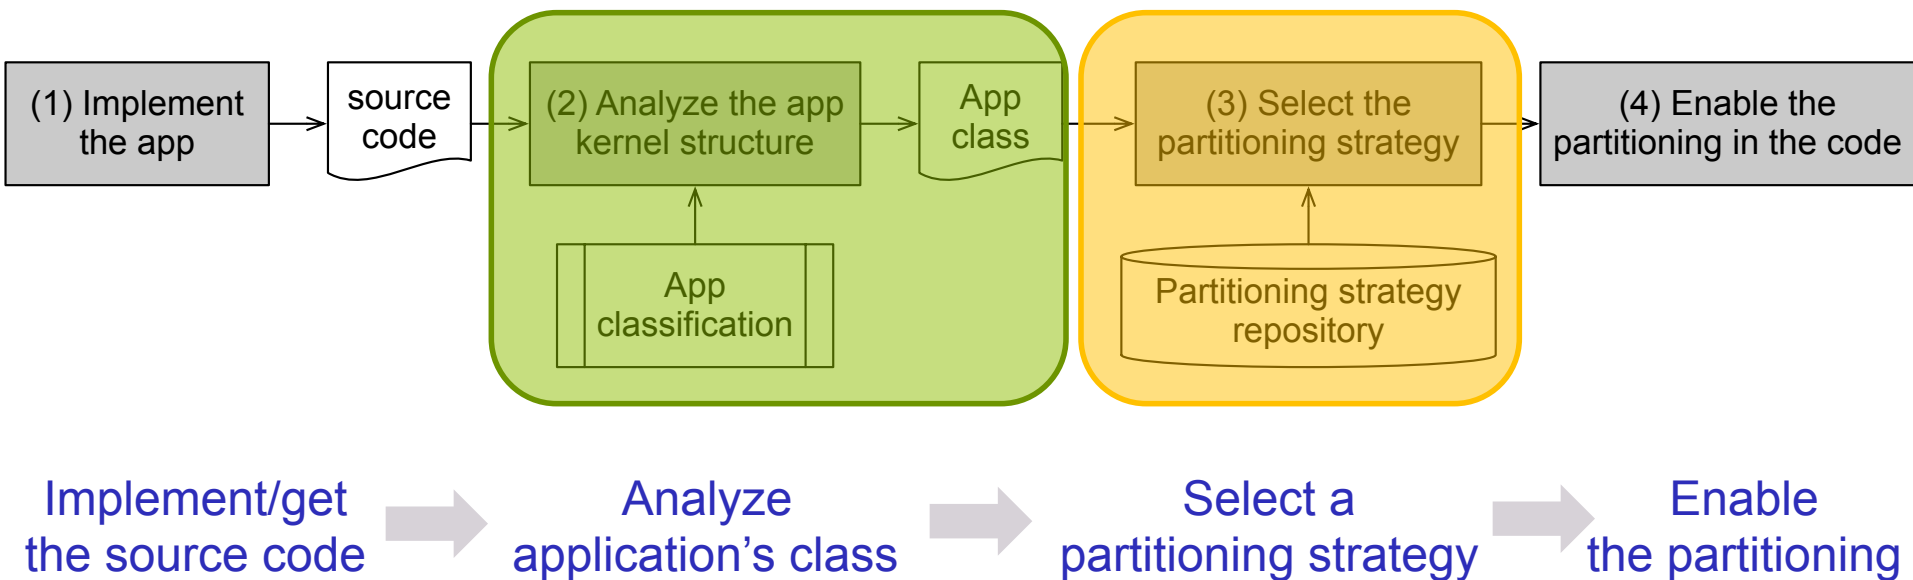 (1) Implement
the app
source
code
(2) Analyze the app
kernel structure
App
class
(3) Select the
partitioning strategy
(4) Enable the
partitioning in the code
App
classification
Partitioning strategy
repository
Implement/get
the source code
Analyze
application’s class
Select a
partitioning strategy
Enable
the partitioning